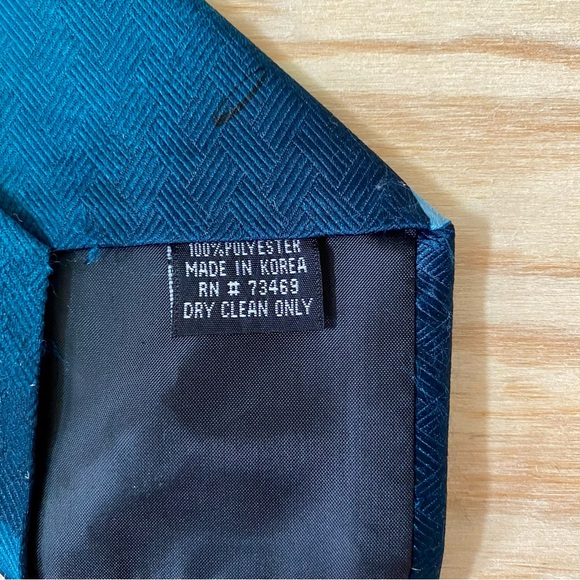 100% POLYESTER
MADE IN KOREA
RN # 73469
DRY CLEAN ONLY